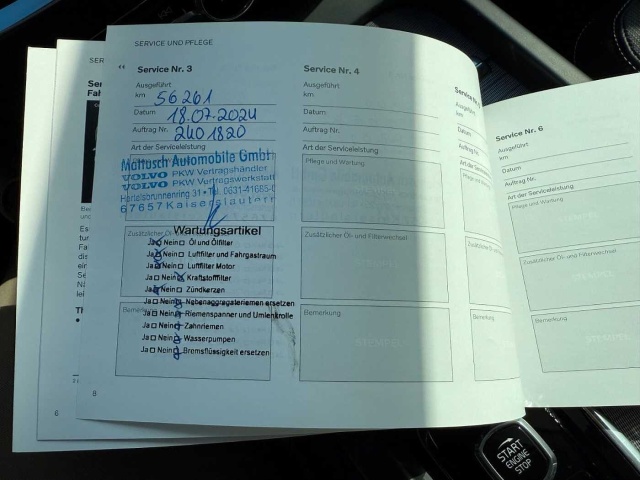 SERVICE UND PFLEGE
Service Nr. 3
Ausgeführt
km 56261
Datum 18.07.2024
Auftrag Nr. 2401820
Art der Serviceleistung
Mattusch Automobile GmbH
VOLVO PKW Vertragshändler
VOLVO PKW Vertragswerkstatt
67657 Kaiserslautern
Wartungsartikel
Ja Nein Öl und Ölfilter
Ja Nein Luftfilter und Fahrgastraum
Ja Nein Luftfilter Motor
Ja Nein Kraftstofffilter
Ja Nein Zündkerzen
Ja Nein Nebenaggregateriemen ersetzen
Ja Nein Riemenspanner und Umlenkrolle
Ja Nein Zahnriemen
Ja Nein Wasserpumpen
Ja Nein Bremsflüssigkeit ersetzen
8
Service Nr. 4
Ausgeführt
km
Datum
Auftrag Nr.
Art der Serviceleistung
Pflege und Wartung
Zusätzlicher Öl- und Filterwechsel
Bemerkung
Service Nr. 6
Ausgeführt
km
Datum
Auftrag Nr.
Art der Serviceleistung
Pflege und Wartung
Zusätzlicher Öl- und Filterwechsel
Bemerkung
6
START
ENGINE
STOP